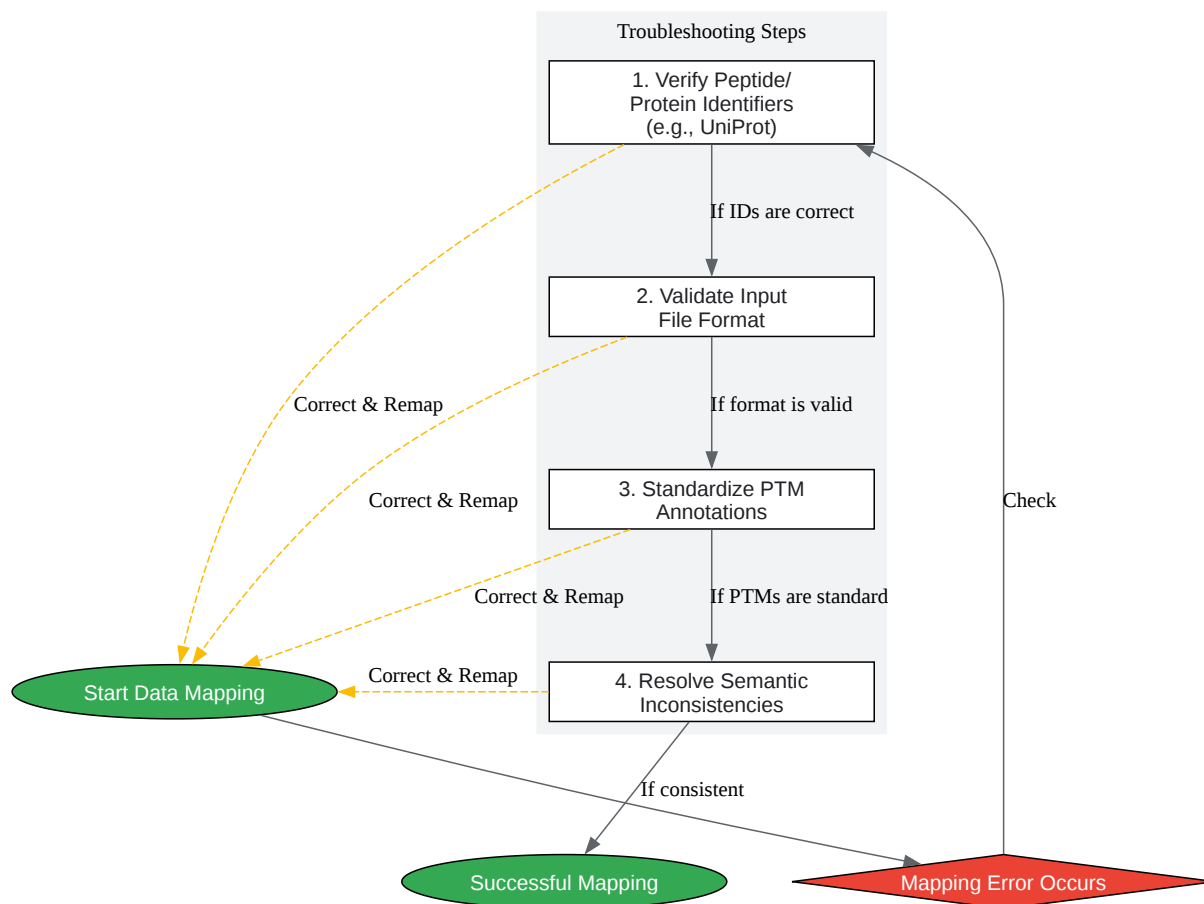 Troubleshooting Steps
1. Verify Peptide/
Protein Identifiers
(e.g., UniProt)
If IDs are correct
2. Validate Input
File Format
Correct & Remap
If format is valid
3. Standardize PTM
Annotations
Correct & Remap
Check
Correct & Remap
If PTMs are standard
4. Resolve Semantic
Inconsistencies
Correct & Remap
Start Data Mapping
If consistent
Successful Mapping
Mapping Error Occurs